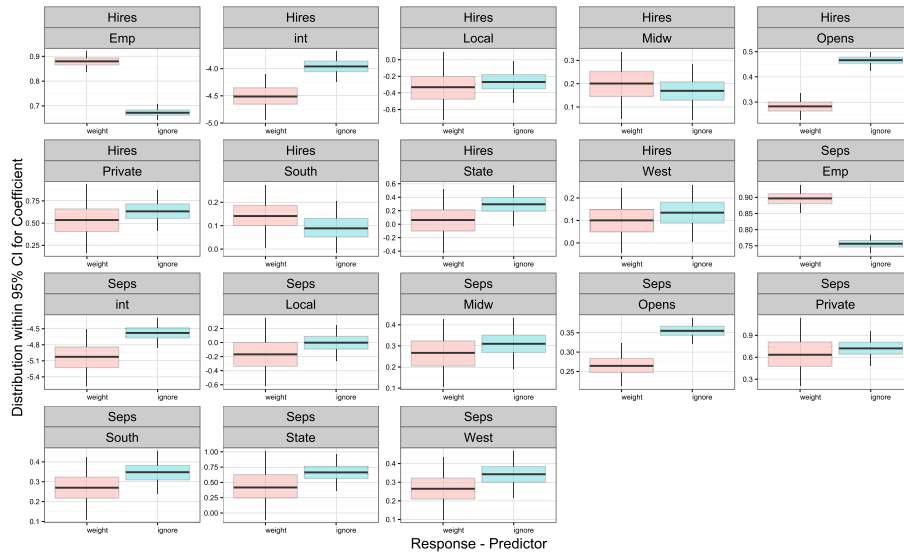 Distribution within 95% CI for Coefficient
Hires
Emp
0.9
0.7
weight
ignore
Hires
int
-4.0
-4.5
-5.0
weight
ignore
Hires
Local
0.0
-0.2
-0.4
-0.6
weight
ignore
Hires
Midw
0.3
0.2
0.1
weight
ignore
Hires
Opens
0.5
0.4
0.3
weight
ignore
Hires
Private
0.75
0.50
0.25
weight
ignore
Hires
South
0.2
0.1
0.0
weight
ignore
Hires
State
0.6
0.4
0.2
0.0
-0.2
-0.4
weight
ignore
Hires
West
0.2
0.1
0.0
weight
ignore
Seps
Emp
0.90
0.85
0.80
0.75
weight
ignore
Seps
int
-4.5
-4.8
-5.1
-5.4
weight
ignore
Seps
Local
0.2
0.0
-0.2
-0.4
-0.6
weight
ignore
Seps
Midw
0.4
0.3
0.2
0.1
weight
ignore
Seps
Opens
0.35
0.30
0.25
weight
ignore
Seps
Private
0.9
0.6
0.3
weight
ignore
Seps
South
0.4
0.3
0.2
0.1
weight
ignore
Seps
State
1.00
0.75
0.50
0.25
0.00
weight
ignore
Seps
West
0.4
0.3
0.2
0.1
weight
ignore
Response - Predictor